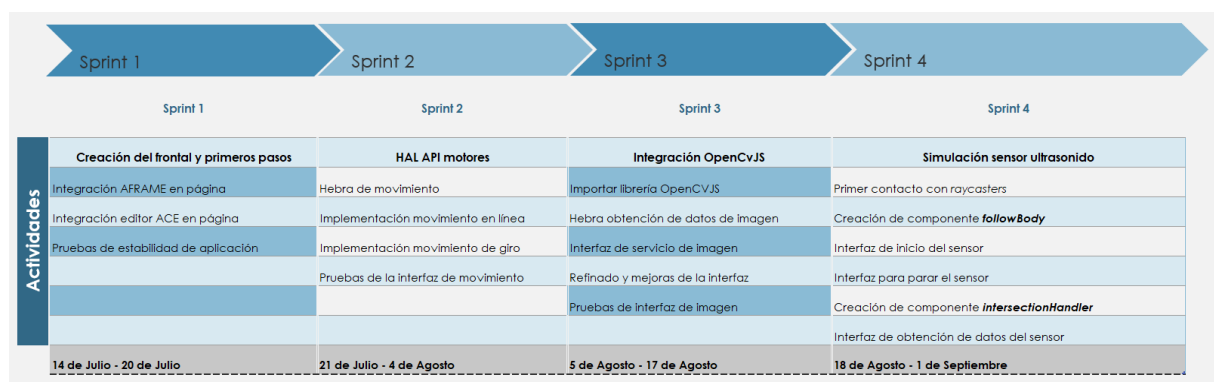 Sprint 1
Sprint 2
Sprint 3
Sprint 4
Sprint 1
Sprint 2
Sprint 3
Sprint 4
Actividades
Creación del frontal y primeros pasos
HAL API motores
Integración OpenCvJS
Simulación sensor ultrasonido
Integración AFRAME en página
Hebra de movimiento
Importar librería OpenCVJS
Primer contacto con raycasters
Integración editor ACE en página
Implementación movimiento en línea
Hebra obtención de datos de imagen
Creación de componente followBody
Pruebas de estabilidad de aplicación
Implementación movimiento de giro
Interfaz de servicio de imagen
Interfaz de inicio del sensor
Pruebas de la interfaz de movimiento
Refinado y mejoras de la interfaz
Interfaz para parar el sensor
Pruebas de interfaz de imagen
Creación de componente intersectionHandler
Interfaz de obtención de datos del sensor
14 de Julio - 20 de Julio
21 de Julio - 4 de Agosto
5 de Agosto - 17 de Agosto
18 de Agosto - 1 de Septiembre